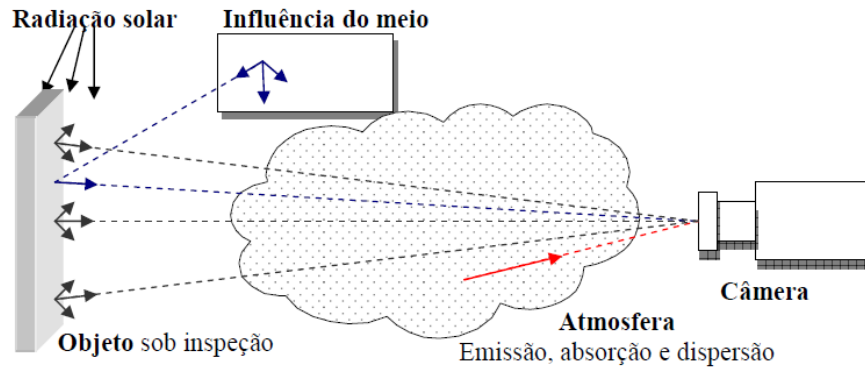 Radiação solar
Influência do meio
Câmera
Atmosfera
Objeto sob inspeção
Emissão, absorção e dispersão